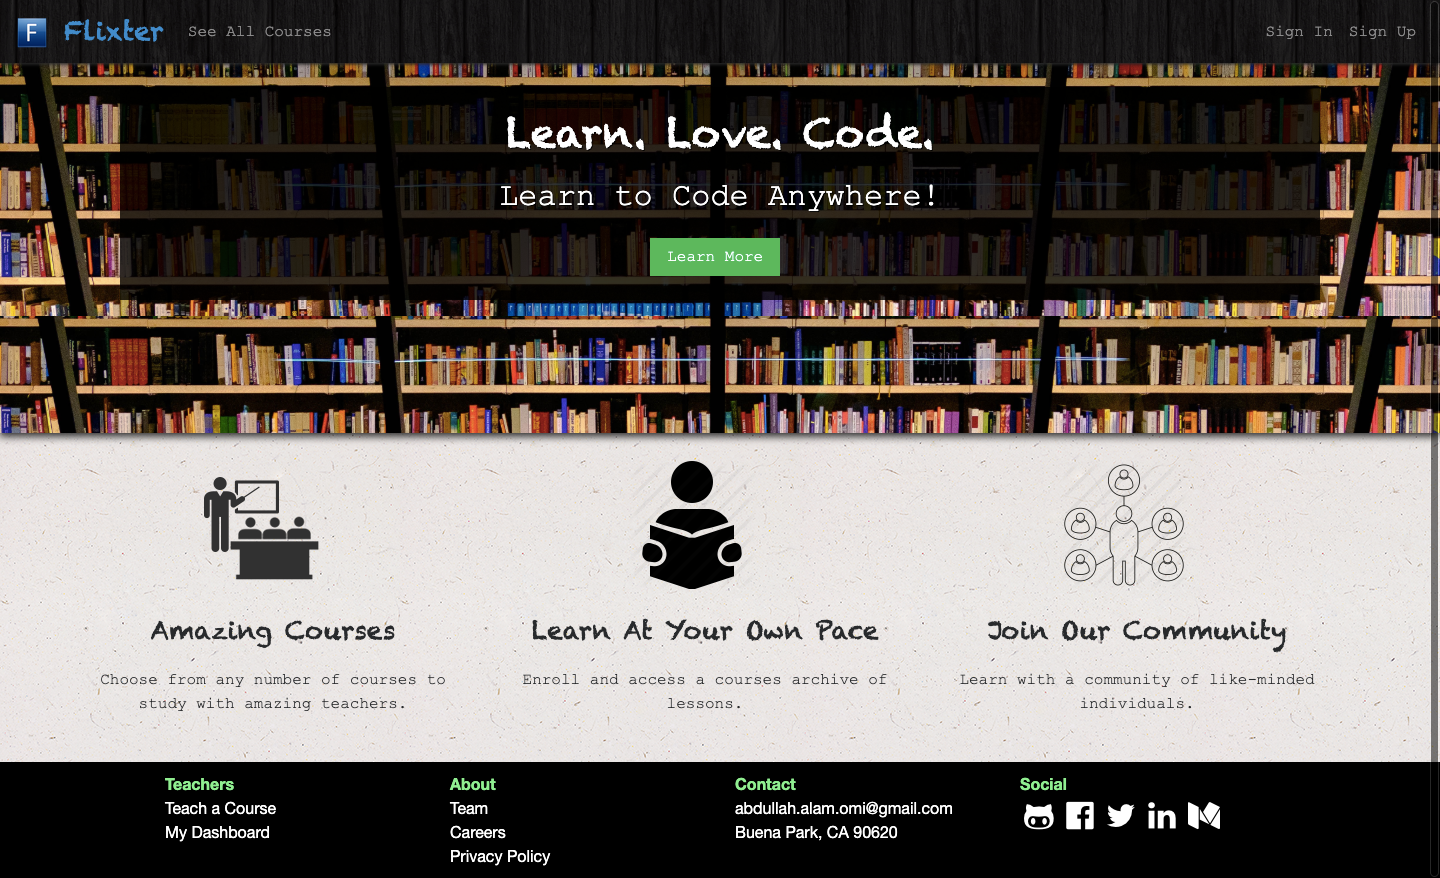 F Flixter See All Courses Sign In Sign Up
Learn. Love. Code.
Learn to Code Anywhere!
Learn More
Amazing Courses
Choose from any number of courses to
study with amazing teachers.
Learn At Your Own Pace
Enroll and access a courses archive of
lessons.
Join Our Community
Learn with a community of like-minded
individuals.
Teachers
Teach a Course
My Dashboard
About
Team
Careers
Privacy Policy
Contact
abdullah.alam.omi@gmail.com
Buena Park, CA 90620
Social